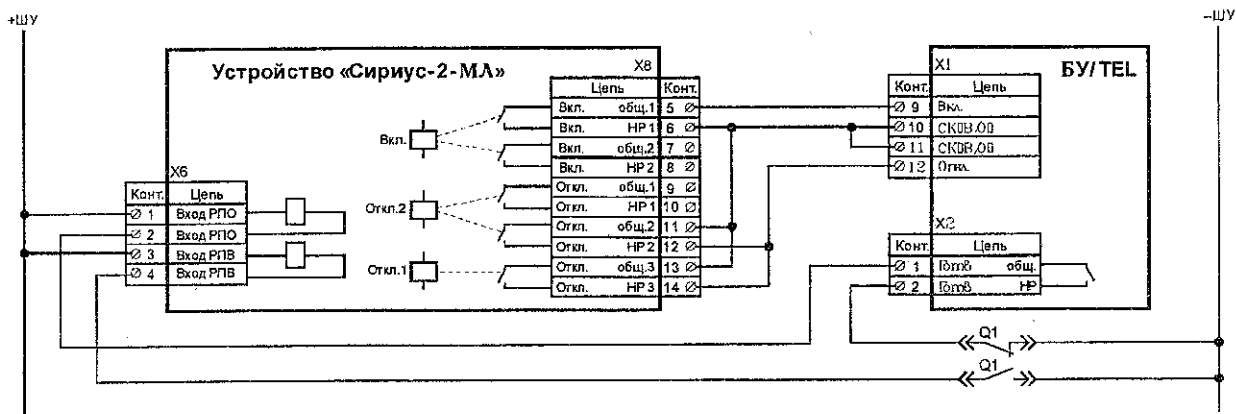 +ШУ
–ШУ
Устройство «Сириус-2-МЛ»
X8
Цепь Конт.
Вкл. общ.1 5
Вкл. НР1 6
Вкл. общ.2 7
Вкл. НР2 8
Откл. общ.1 9
Откл. НР1 10
Откл. общ.2 11
Откл. НР2 12
Откл. общ.3 13
Откл. НР3 14
Вкл.
Откл.2
Откл.1
X6
Конт. Цепь
1 Вход РПО
2 Вход РПО
3 Вход РПВ
4 Вход РПВ
БУ/TEL
X1
Конт. Цепь
9 Вкл.
10
11
12 Откл.
X2
Конт. Цепь
1 Готов общ.
2 Готов НР
Q1
Q1